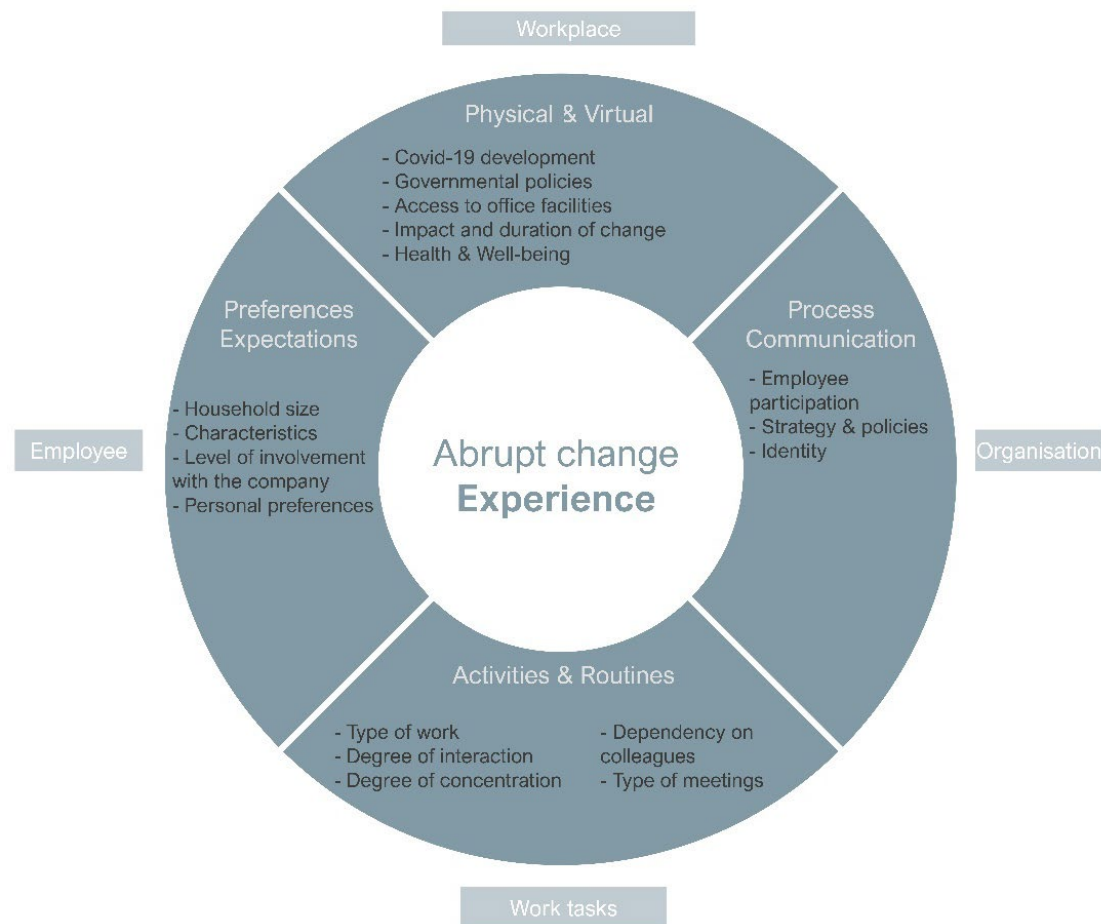 Workplace
Physical & Virtual
- Covid-19 development
- Governmental policies
- Access to office facilities
- Impact and duration of change
- Health & Well-being
Preferences
Expectations
- Household size
- Characteristics
- Level of involvement
with the company
- Personal preferences
Employee
Abrupt change
Experience
Process
Communication
- Employee
participation
- Strategy & policies
- Identity
Organisation
Activities & Routines
- Type of work
- Degree of interaction
- Degree of concentration
- Dependency on
colleagues
- Type of meetings
Work tasks